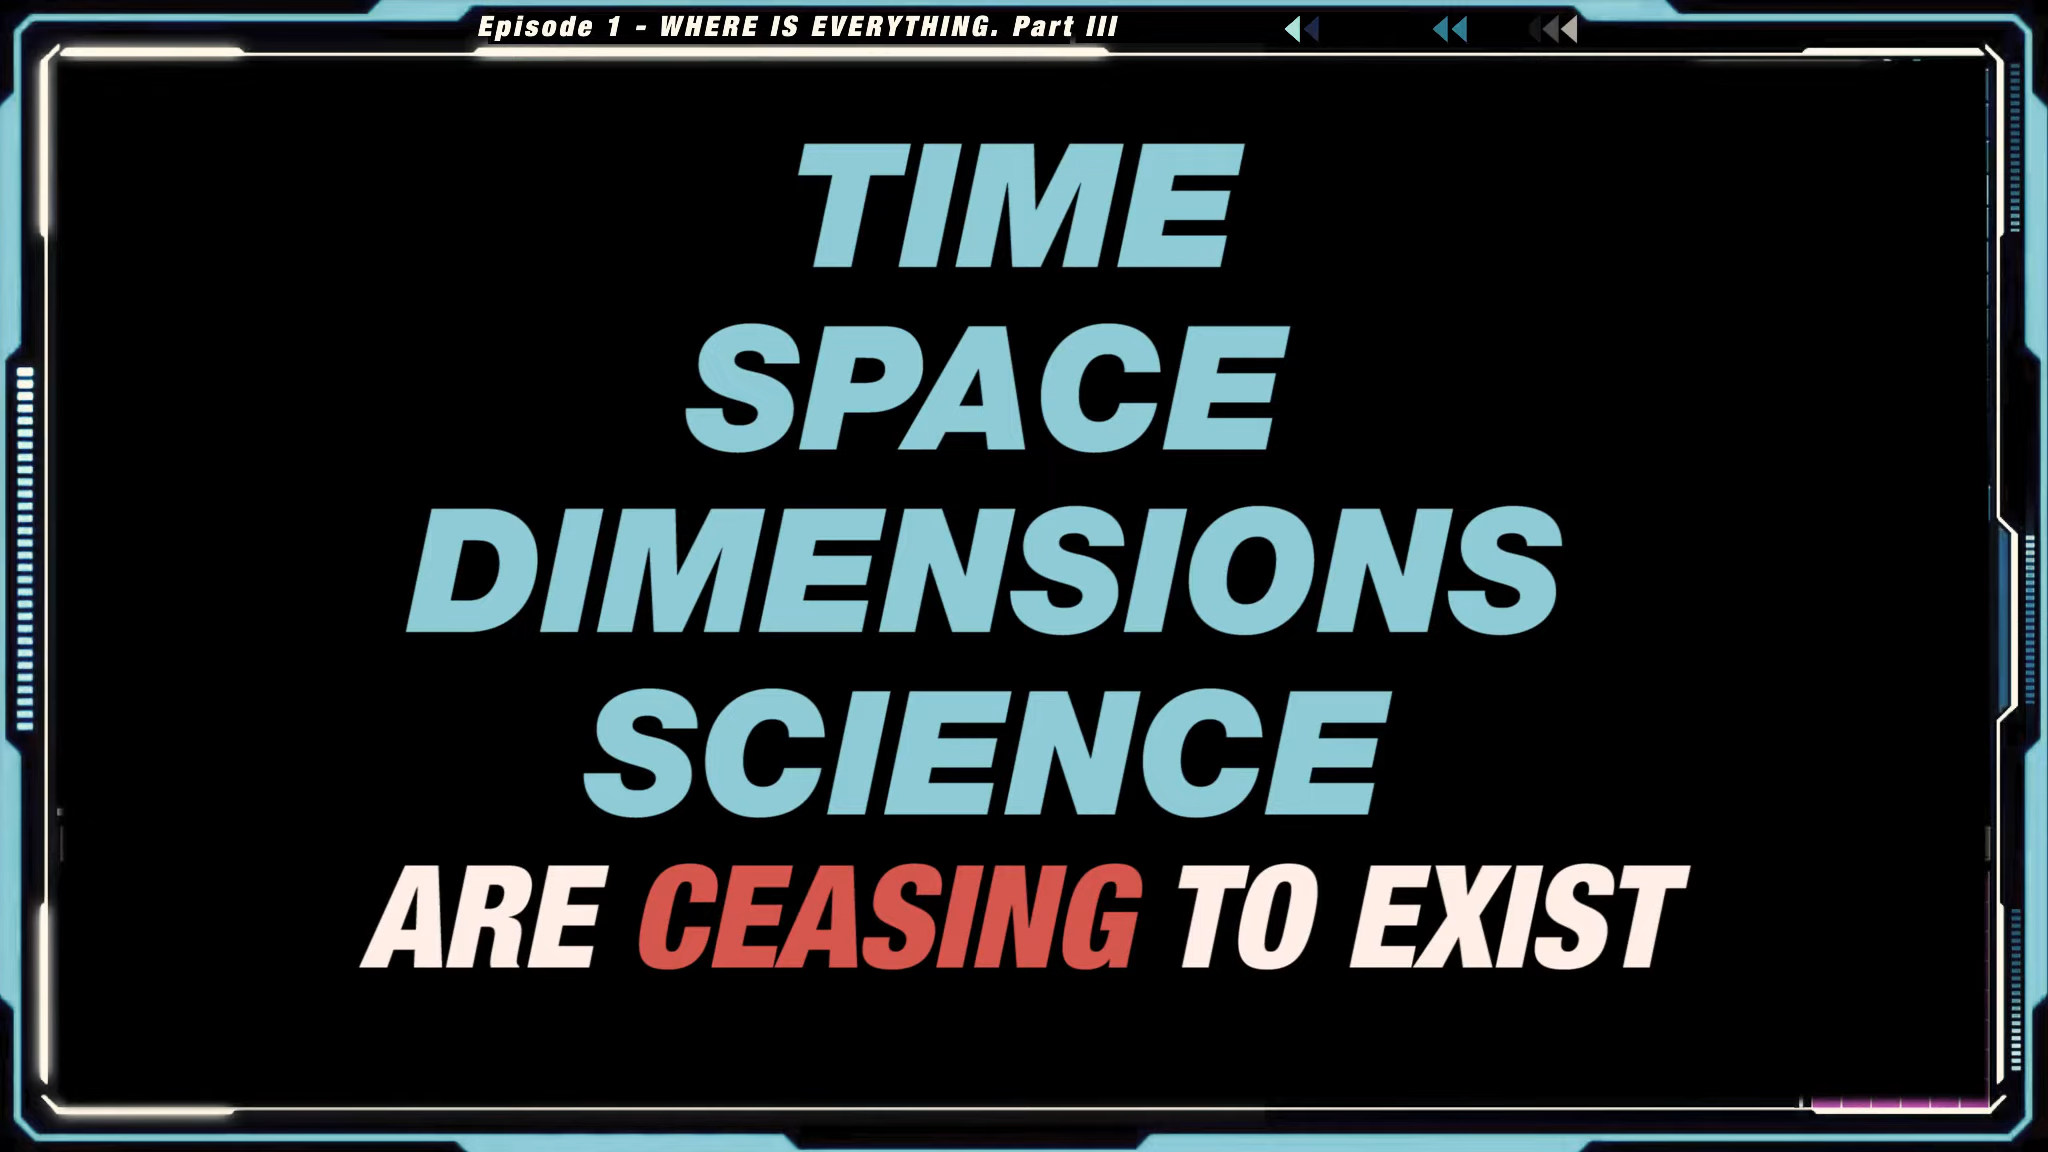 Episode 1 - WHERE IS EVERYTHING. Part III
TIME
SPACE
DIMENSIONS
SCIENCE
ARE CEASING TO EXIST